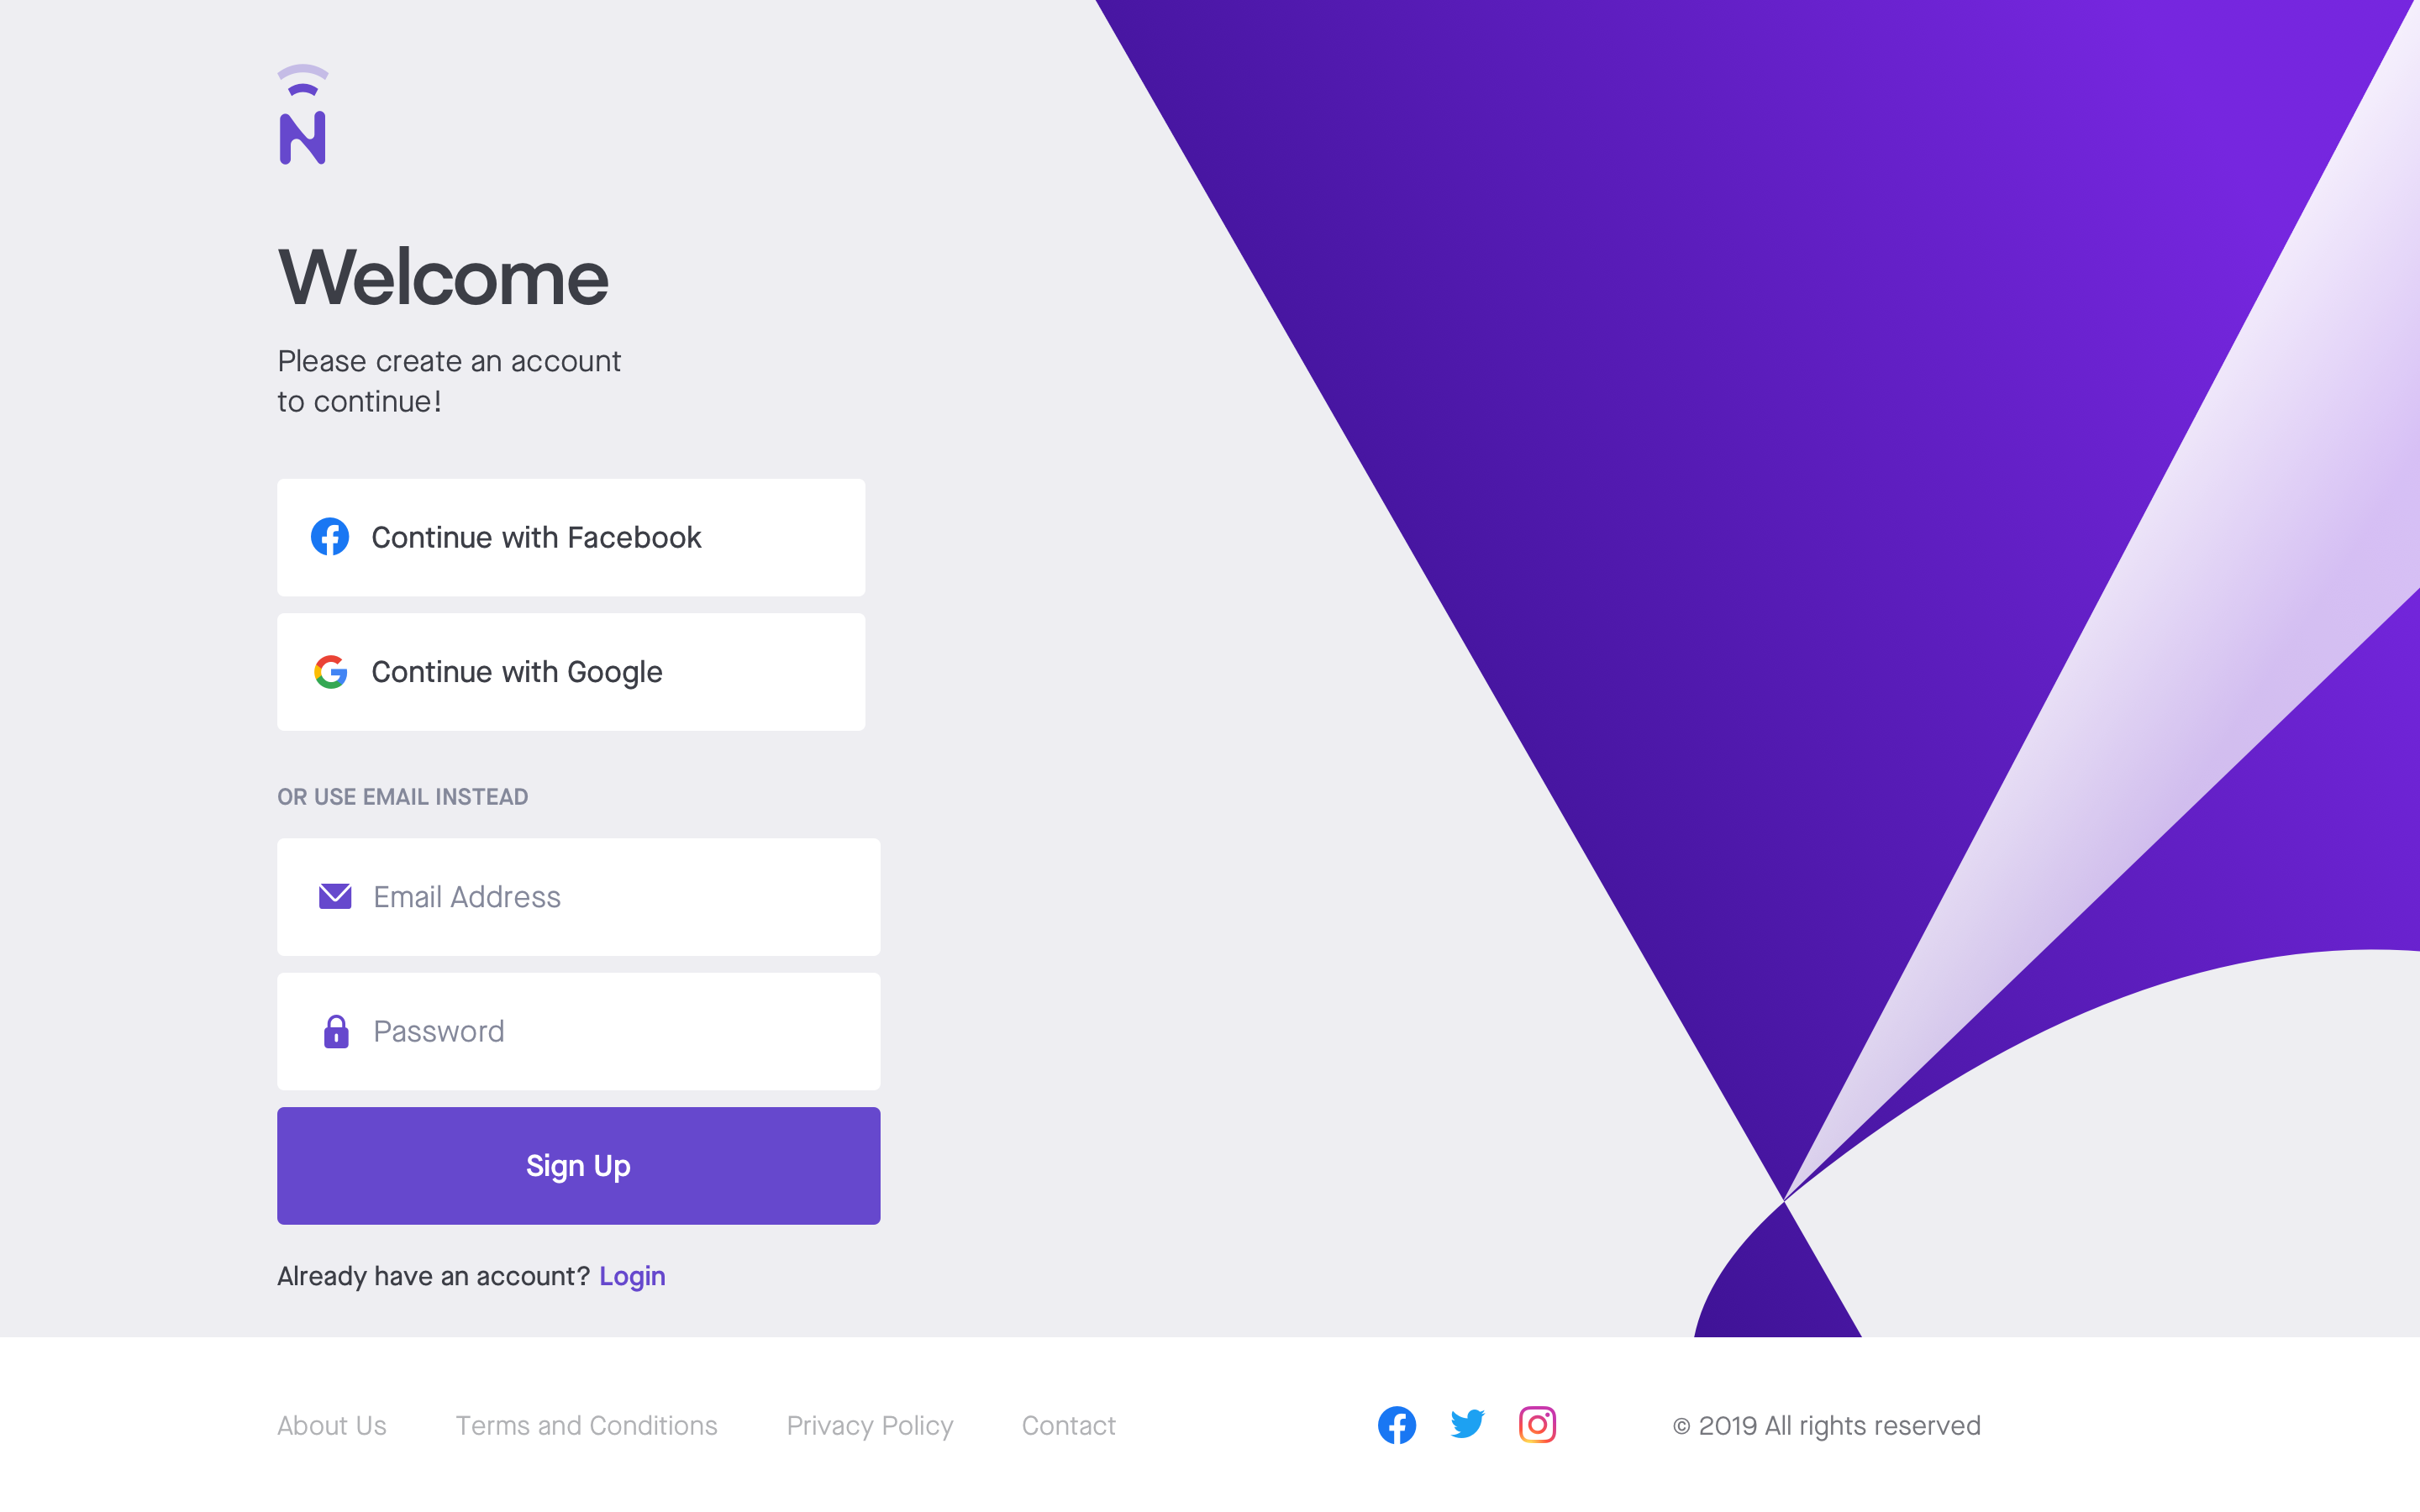 N
Welcome
Please create an account
to continue!
Continue with Facebook
Continue with Google
OR USE EMAIL INSTEAD
Email Address
Password
Sign Up
Already have an account? Login
About Us Terms and Conditions Privacy Policy Contact © 2019 All rights reserved